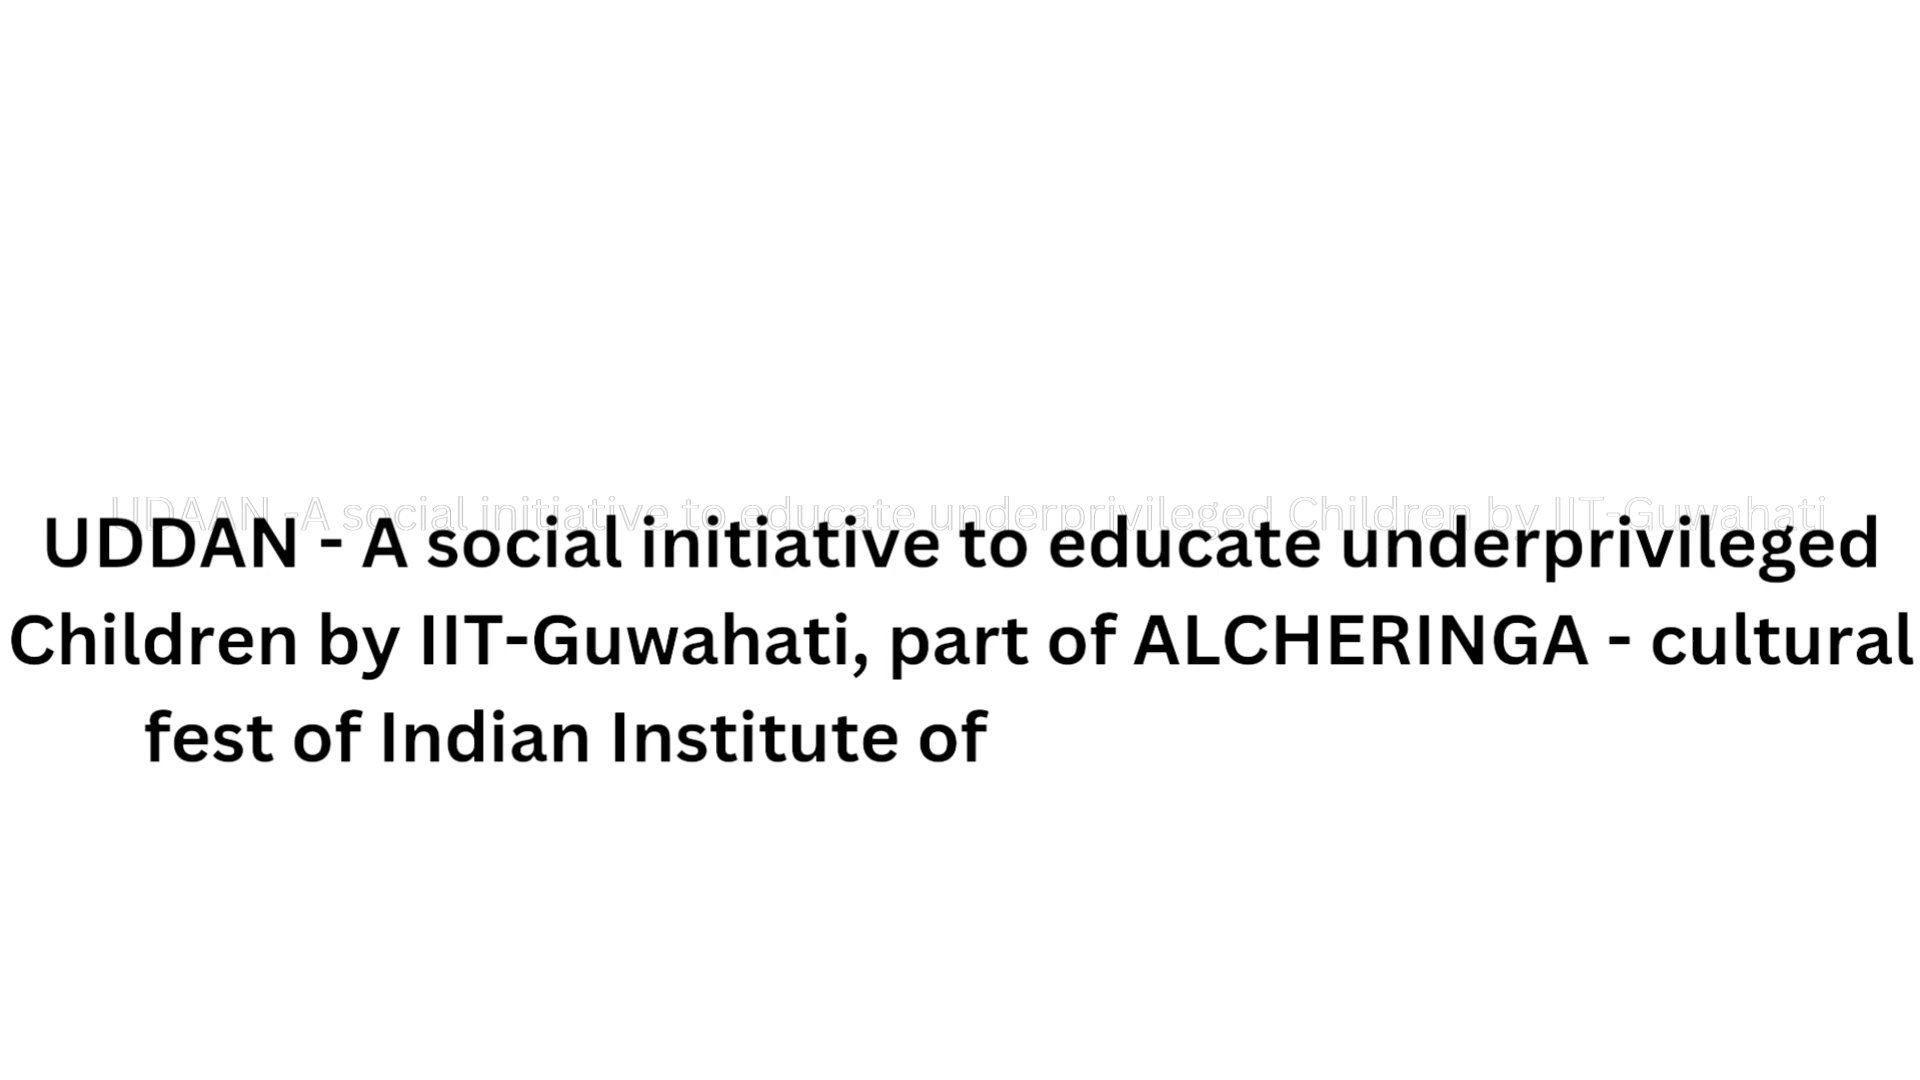 UDAAN -A social initiative to educate underprivileged Children by IIT-Guwahati
UDDAN - A social initiative to educate underprivileged
Children by IIT-Guwahati, part of ALCHERINGA - cultural
fest of Indian Institute of